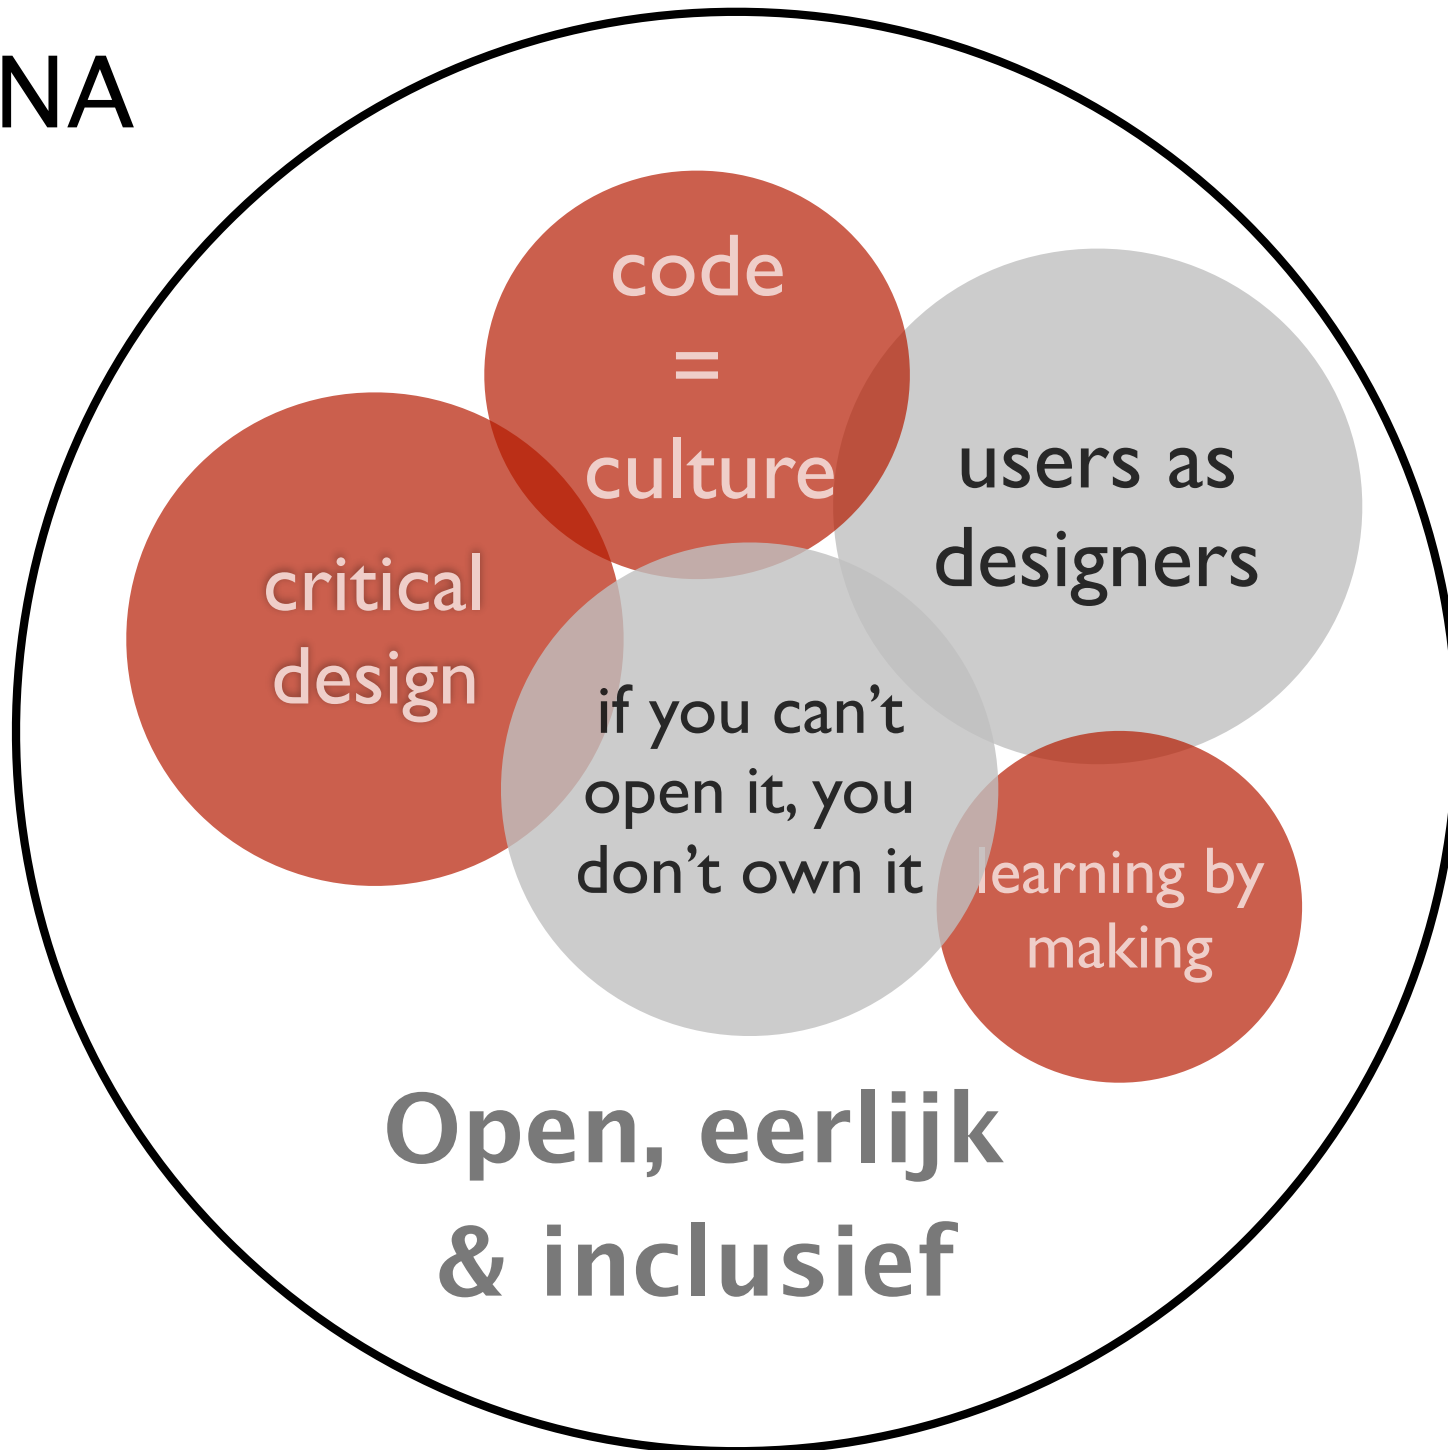 NA
code
=
culture
users as
designers
critical
design
if you can’t
open it, you
don’t own it
learning by
making
Open, eerlijk
& inclusief